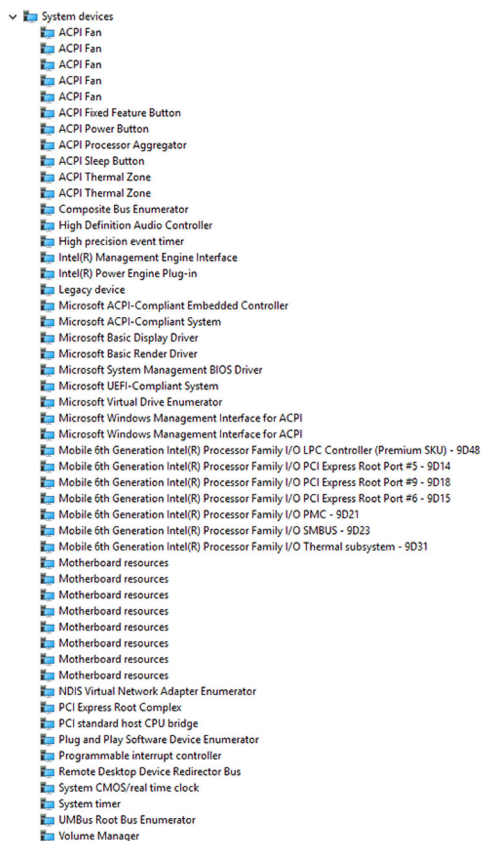 System devices
ACPI Fan
ACPI Fan
ACPI Fan
ACPI Fan
ACPI Fan
ACPI Fixed Feature Button
ACPI Power Button
ACPI Processor Aggregator
ACPI Sleep Button
ACPI Thermal Zone
ACPI Thermal Zone
Composite Bus Enumerator
High Definition Audio Controller
High precision event timer
Intel(R) Management Engine Interface
Intel(R) Power Engine Plug-in
Legacy device
Microsoft ACPI-Compliant Embedded Controller
Microsoft ACPI-Compliant System
Microsoft Basic Display Driver
Microsoft Basic Render Driver
Microsoft System Management BIOS Driver
Microsoft UEFI-Compliant System
Microsoft Virtual Drive Enumerator
Microsoft Windows Management Interface for ACPI
Microsoft Windows Management Interface for ACPI
Mobile 6th Generation Intel(R) Processor Family I/O LPC Controller (Premium SKU) - 9D48
Mobile 6th Generation Intel(R) Processor Family I/O PCI Express Root Port #5 - 9D14
Mobile 6th Generation Intel(R) Processor Family I/O PCI Express Root Port #9 - 9D18
Mobile 6th Generation Intel(R) Processor Family I/O PCI Express Root Port #6 - 9D15
Mobile 6th Generation Intel(R) Processor Family I/O PMC - 9D21
Mobile 6th Generation Intel(R) Processor Family I/O SMBUS - 9D23
Mobile 6th Generation Intel(R) Processor Family I/O Thermal subsystem - 9D31
Motherboard resources
Motherboard resources
Motherboard resources
Motherboard resources
Motherboard resources
Motherboard resources
Motherboard resources
Motherboard resources
NDIS Virtual Network Adapter Enumerator
PCI Express Root Complex
PCI standard host CPU bridge
Plug and Play Software Device Enumerator
Programmable interrupt controller
Remote Desktop Device Redirector Bus
System CMOS/real time clock
System timer
UMBus Root Bus Enumerator
Volume Manager